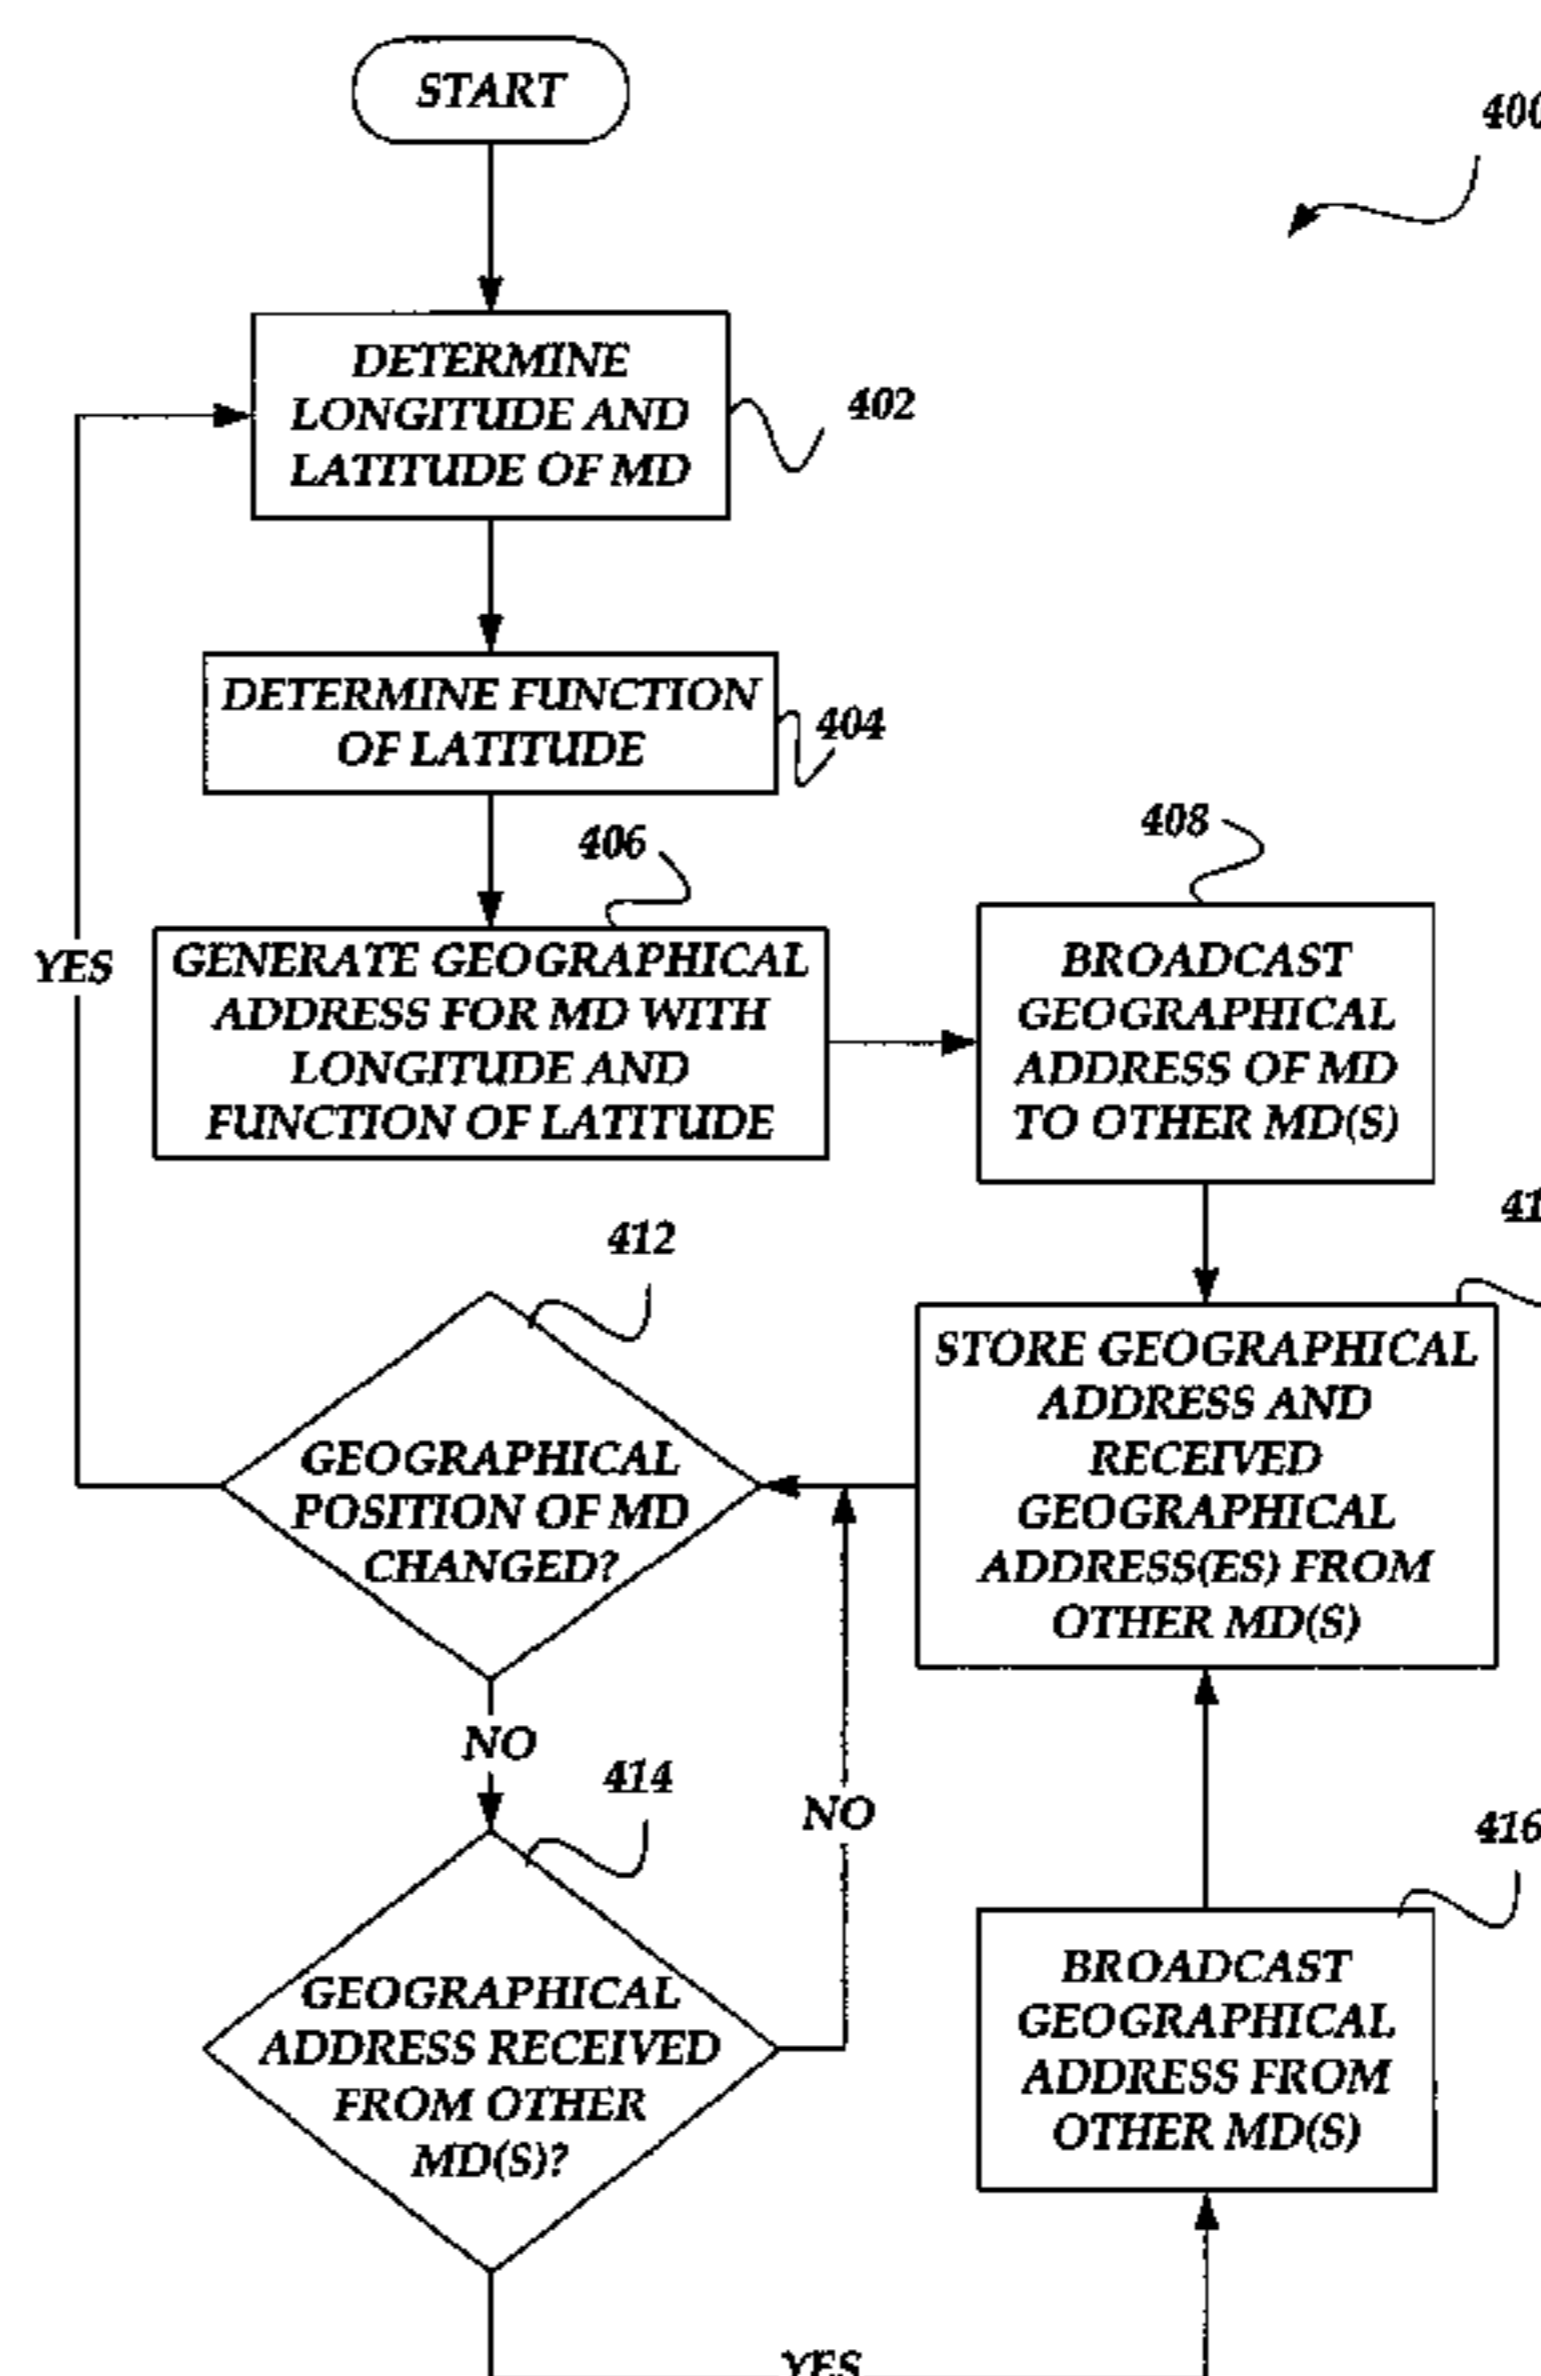 START
400
DETERMINE
LONGITUDE AND
LATITUDE OF MD
402
DETERMINE FUNCTION
OF LATITUDE
404
406
GENERATE GEOGRAPHICAL
ADDRESS FOR MD WITH
LONGITUDE AND
FUNCTION OF LATITUDE
408
BROADCAST
GEOGRAPHICAL
ADDRESS OF MD
TO OTHER MD(S)
YES
41
STORE GEOGRAPHICAL
ADDRESS AND
RECEIVED
GEOGRAPHICAL
ADDRESS(ES) FROM
OTHER MD(S)
412
GEOGRAPHICAL
POSITION OF MD
CHANGED?
NO
414
GEOGRAPHICAL
ADDRESS RECEIVED
FROM OTHER
MD(S)?
NO
416
BROADCAST
GEOGRAPHICAL
ADDRESS FROM
OTHER MD(S)
YES